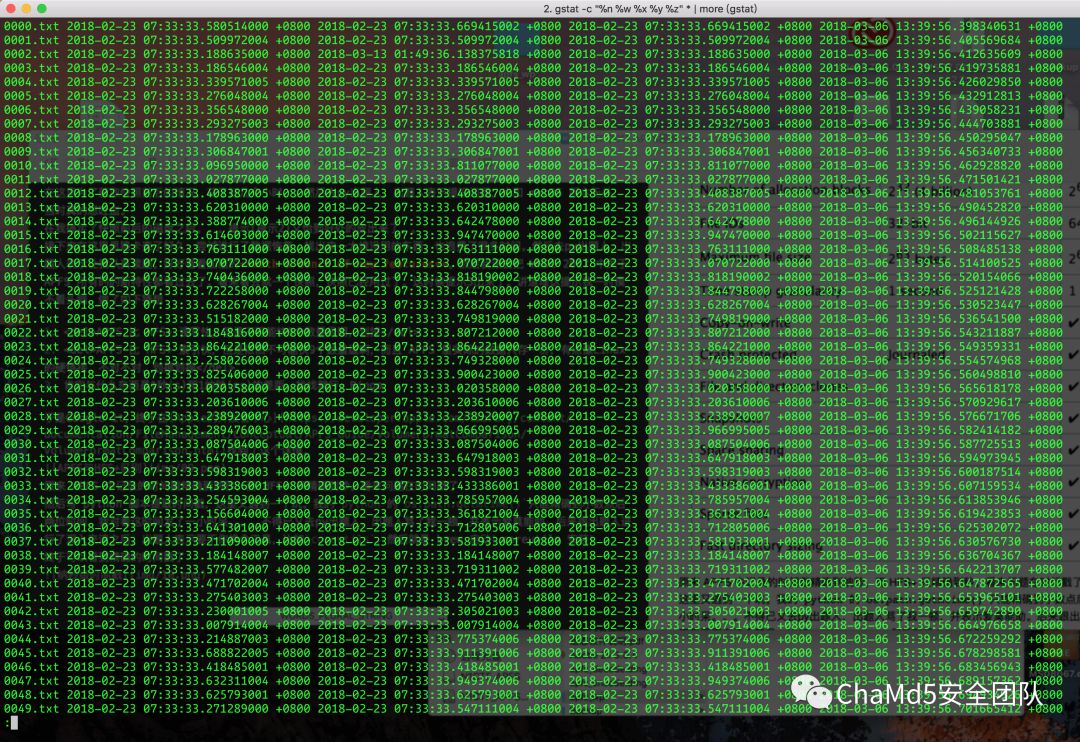 2. gstat -c "%n %w %x %y %z" * | more (gstat)
0000.txt 2018-02-23 07:33:33.580514000 +0800 2018-02-23 07:33:33.669415002 +0800 2018-02-23 07:33:33.669415002 +0800 2018-03-06 13:39:56.398340631 +0800
0001.txt 2018-02-23 07:33:33.509972000 +0800 2018-02-23 07:33:33.509972004 +0800 2018-02-23 07:33:33.509972004 +0800 2018-03-06 13:39:56.405569684 +0800
0002.txt 2018-02-23 07:33:33.188635000 +0800 2018-03-13 01:49:36.138375818 +0800 2018-02-23 07:33:33.188635000 +0800 2018-03-06 13:39:56.412635609 +0800
0003.txt 2018-02-23 07:33:33.186546004 +0800 2018-02-23 07:33:33.186546004 +0800 2018-02-23 07:33:33.186546004 +0800 2018-03-06 13:39:56.419735881 +0800
0004.txt 2018-02-23 07:33:33.339571005 +0800 2018-02-23 07:33:33.339571005 +0800 2018-02-23 07:33:33.339571005 +0800 2018-03-06 13:39:56.426029850 +0800
0005.txt 2018-02-23 07:33:33.276048004 +0800 2018-02-23 07:33:33.276048004 +0800 2018-02-23 07:33:33.276048004 +0800 2018-03-06 13:39:56.432912813 +0800
0006.txt 2018-02-23 07:33:33.356548000 +0800 2018-02-23 07:33:33.356548000 +0800 2018-02-23 07:33:33.356548000 +0800 2018-03-06 13:39:56.439058231 +0800
0007.txt 2018-02-23 07:33:33.293275003 +0800 2018-02-23 07:33:33.293275003 +0800 2018-02-23 07:33:33.293275003 +0800 2018-03-06 13:39:56.444703881 +0800
0008.txt 2018-02-23 07:33:33.178963000 +0800 2018-02-23 07:33:33.178963000 +0800 2018-02-23 07:33:33.178963000 +0800 2018-03-06 13:39:56.450295047 +0800
0009.txt 2018-02-23 07:33:33.306847001 +0800 2018-02-23 07:33:33.306847001 +0800 2018-02-23 07:33:33.306847001 +0800 2018-03-06 13:39:56.456340733 +0800
0010.txt 2018-02-23 07:33:33.096950000 +0800 2018-02-23 07:33:33.811077000 +0800 2018-02-23 07:33:33.811077000 +0800 2018-03-06 13:39:56.462928820 +0800
0011.txt 2018-02-23 07:33:33.027877000 +0800 2018-02-23 07:33:33.027877000 +0800 2018-02-23 07:33:33.027877000 +0800 2018-03-06 13:39:56.471501421 +0800
0012.txt 2018-02-23 07:33:33.408387005 +0800 2018-02-23 07:33:33.408387005 +0800 2018-02-23 07:33:33.408387005 +0800 2018-03-06 13:39:56.481053761 +0800
0013.txt 2018-02-23 07:33:33.620310000 +0800 2018-02-23 07:33:33.620310000 +0800 2018-02-23 07:33:33.620310000 +0800 2018-03-06 13:39:56.490452820 +0800
0014.txt 2018-02-23 07:33:33.388774000 +0800 2018-02-23 07:33:33.642478000 +0800 2018-02-23 07:33:33.642478000 +0800 2018-03-06 13:39:56.496144926 +0800
0015.txt 2018-02-23 07:33:33.614603000 +0800 2018-02-23 07:33:33.947470000 +0800 2018-02-23 07:33:33.947470000 +0800 2018-03-06 13:39:56.502115627 +0800
0016.txt 2018-02-23 07:33:33.763111000 +0800 2018-02-23 07:33:33.763111000 +0800 2018-02-23 07:33:33.763111000 +0800 2018-03-06 13:39:56.508485138 +0800
0017.txt 2018-02-23 07:33:33.070722000 +0800 2018-02-23 07:33:33.070722000 +0800 2018-02-23 07:33:33.070722000 +0800 2018-03-06 13:39:56.514100525 +0800
0018.txt 2018-02-23 07:33:33.740436000 +0800 2018-02-23 07:33:33.818190002 +0800 2018-02-23 07:33:33.818190002 +0800 2018-03-06 13:39:56.520154066 +0800
0019.txt 2018-02-23 07:33:33.722258000 +0800 2018-02-23 07:33:33.844798000 +0800 2018-02-23 07:33:33.844798000 +0800 2018-03-06 13:39:56.525121428 +0800
0020.txt 2018-02-23 07:33:33.628267004 +0800 2018-02-23 07:33:33.628267004 +0800 2018-02-23 07:33:33.628267004 +0800 2018-03-06 13:39:56.530523447 +0800
0021.txt 2018-02-23 07:33:33.515182000 +0800 2018-02-23 07:33:33.749819000 +0800 2018-02-23 07:33:33.749819000 +0800 2018-03-06 13:39:56.536541500 +0800
0022.txt 2018-02-23 07:33:33.184816000 +0800 2018-02-23 07:33:33.807212000 +0800 2018-02-23 07:33:33.807212000 +0800 2018-03-06 13:39:56.543211887 +0800
0023.txt 2018-02-23 07:33:33.864221000 +0800 2018-02-23 07:33:33.864221000 +0800 2018-02-23 07:33:33.864221000 +0800 2018-03-06 13:39:56.549359331 +0800
0024.txt 2018-02-23 07:33:33.258026000 +0800 2018-02-23 07:33:33.749328000 +0800 2018-02-23 07:33:33.749328000 +0800 2018-03-06 13:39:56.554574968 +0800
0025.txt 2018-02-23 07:33:33.825406000 +0800 2018-02-23 07:33:33.900423000 +0800 2018-02-23 07:33:33.900423000 +0800 2018-03-06 13:39:56.560498810 +0800
0026.txt 2018-02-23 07:33:33.020358000 +0800 2018-02-23 07:33:33.020358000 +0800 2018-02-23 07:33:33.020358000 +0800 2018-03-06 13:39:56.565618178 +0800
0027.txt 2018-02-23 07:33:33.203610006 +0800 2018-02-23 07:33:33.203610006 +0800 2018-02-23 07:33:33.203610006 +0800 2018-03-06 13:39:56.570929617 +0800
0028.txt 2018-02-23 07:33:33.238920007 +0800 2018-02-23 07:33:33.238920007 +0800 2018-02-23 07:33:33.238920007 +0800 2018-03-06 13:39:56.576671706 +0800
0029.txt 2018-02-23 07:33:33.289476003 +0800 2018-02-23 07:33:33.966995005 +0800 2018-02-23 07:33:33.966995005 +0800 2018-03-06 13:39:56.582414182 +0800
0030.txt 2018-02-23 07:33:33.087504006 +0800 2018-02-23 07:33:33.087504006 +0800 2018-02-23 07:33:33.087504006 +0800 2018-03-06 13:39:56.587725513 +0800
0031.txt 2018-02-23 07:33:33.647918003 +0800 2018-02-23 07:33:33.647918003 +0800 2018-02-23 07:33:33.647918003 +0800 2018-03-06 13:39:56.594973945 +0800
0032.txt 2018-02-23 07:33:33.598319003 +0800 2018-02-23 07:33:33.598319003 +0800 2018-02-23 07:33:33.598319003 +0800 2018-03-06 13:39:56.600187514 +0800
0033.txt 2018-02-23 07:33:33.433386001 +0800 2018-02-23 07:33:33.433386001 +0800 2018-02-23 07:33:33.433386001 +0800 2018-03-06 13:39:56.607159534 +0800
0034.txt 2018-02-23 07:33:33.254593004 +0800 2018-02-23 07:33:33.785957004 +0800 2018-02-23 07:33:33.785957004 +0800 2018-03-06 13:39:56.613853946 +0800
0035.txt 2018-02-23 07:33:33.156604000 +0800 2018-02-23 07:33:33.361821004 +0800 2018-02-23 07:33:33.361821004 +0800 2018-03-06 13:39:56.619423853 +0800
0036.txt 2018-02-23 07:33:33.641301000 +0800 2018-02-23 07:33:33.712805006 +0800 2018-02-23 07:33:33.712805006 +0800 2018-03-06 13:39:56.625302072 +0800
0037.txt 2018-02-23 07:33:33.211090000 +0800 2018-02-23 07:33:33.581933001 +0800 2018-02-23 07:33:33.581933001 +0800 2018-03-06 13:39:56.630576730 +0800
0038.txt 2018-02-23 07:33:33.184148007 +0800 2018-02-23 07:33:33.184148007 +0800 2018-02-23 07:33:33.184148007 +0800 2018-03-06 13:39:56.636704367 +0800
0039.txt 2018-02-23 07:33:33.577482007 +0800 2018-02-23 07:33:33.719311002 +0800 2018-02-23 07:33:33.719311002 +0800 2018-03-06 13:39:56.642213707 +0800
0040.txt 2018-02-23 07:33:33.471702004 +0800 2018-02-23 07:33:33.471702004 +0800 2018-02-23 07:33:33.471702004 +0800 2018-03-06 13:39:56.647872565 +0800
0041.txt 2018-02-23 07:33:33.275403003 +0800 2018-02-23 07:33:33.275403003 +0800 2018-02-23 07:33:33.275403003 +0800 2018-03-06 13:39:56.653965101 +0800
0042.txt 2018-02-23 07:33:33.230001005 +0800 2018-02-23 07:33:33.305021003 +0800 2018-02-23 07:33:33.305021003 +0800 2018-03-06 13:39:56.659742890 +0800
0043.txt 2018-02-23 07:33:33.007914004 +0800 2018-02-23 07:33:33.007914004 +0800 2018-02-23 07:33:33.007914004 +0800 2018-03-06 13:39:56
0044.txt 2018-02-23 07:33:33.214887003 +0800 2018-02-23 07:33:33.775374006 +0800 2018-02-23 07:33:33.775374006 +0800 2018-03-06 13:39:56.672259292 +0800
0045.txt 2018-02-23 07:33:33.688822005 +0800 2018-02-23 07:33:33.911391006 +0800 2018-02-23 07:33:33.911391006 +0800 2018-03-06 13:39:56.678298581 +0800
0046.txt 2018-02-23 07:33:33.418485001 +0800 2018-02-23 07:33:33.418485001 +0800 2018-02-23 07:33:33.418485001 +0800 2018-03-06 13:39:56.683456943 +0800
0047.txt 2018-02-23 07:33:33.632311004 +0800 2018-02-23 07:33:33.949374006 +0800 2018-02-23 07:33:33.949374006 +0800 2018-03-06
0048.txt 2018-02-23 07:33:33.625793001 +0800 2018-02-23 07:33:33.625793001 +0800 2018-02-23 07:33:33.625793001 +0800
0049.txt 2018-02-23 07:33:33.271289000 +0800 2018-02-23 07:33:33.547111004 +0800 2018-02-23 07:33:33.547111004 +0800 2018-03-06 13:39:56.701665412 +0800
:
ChaMd5安全团队